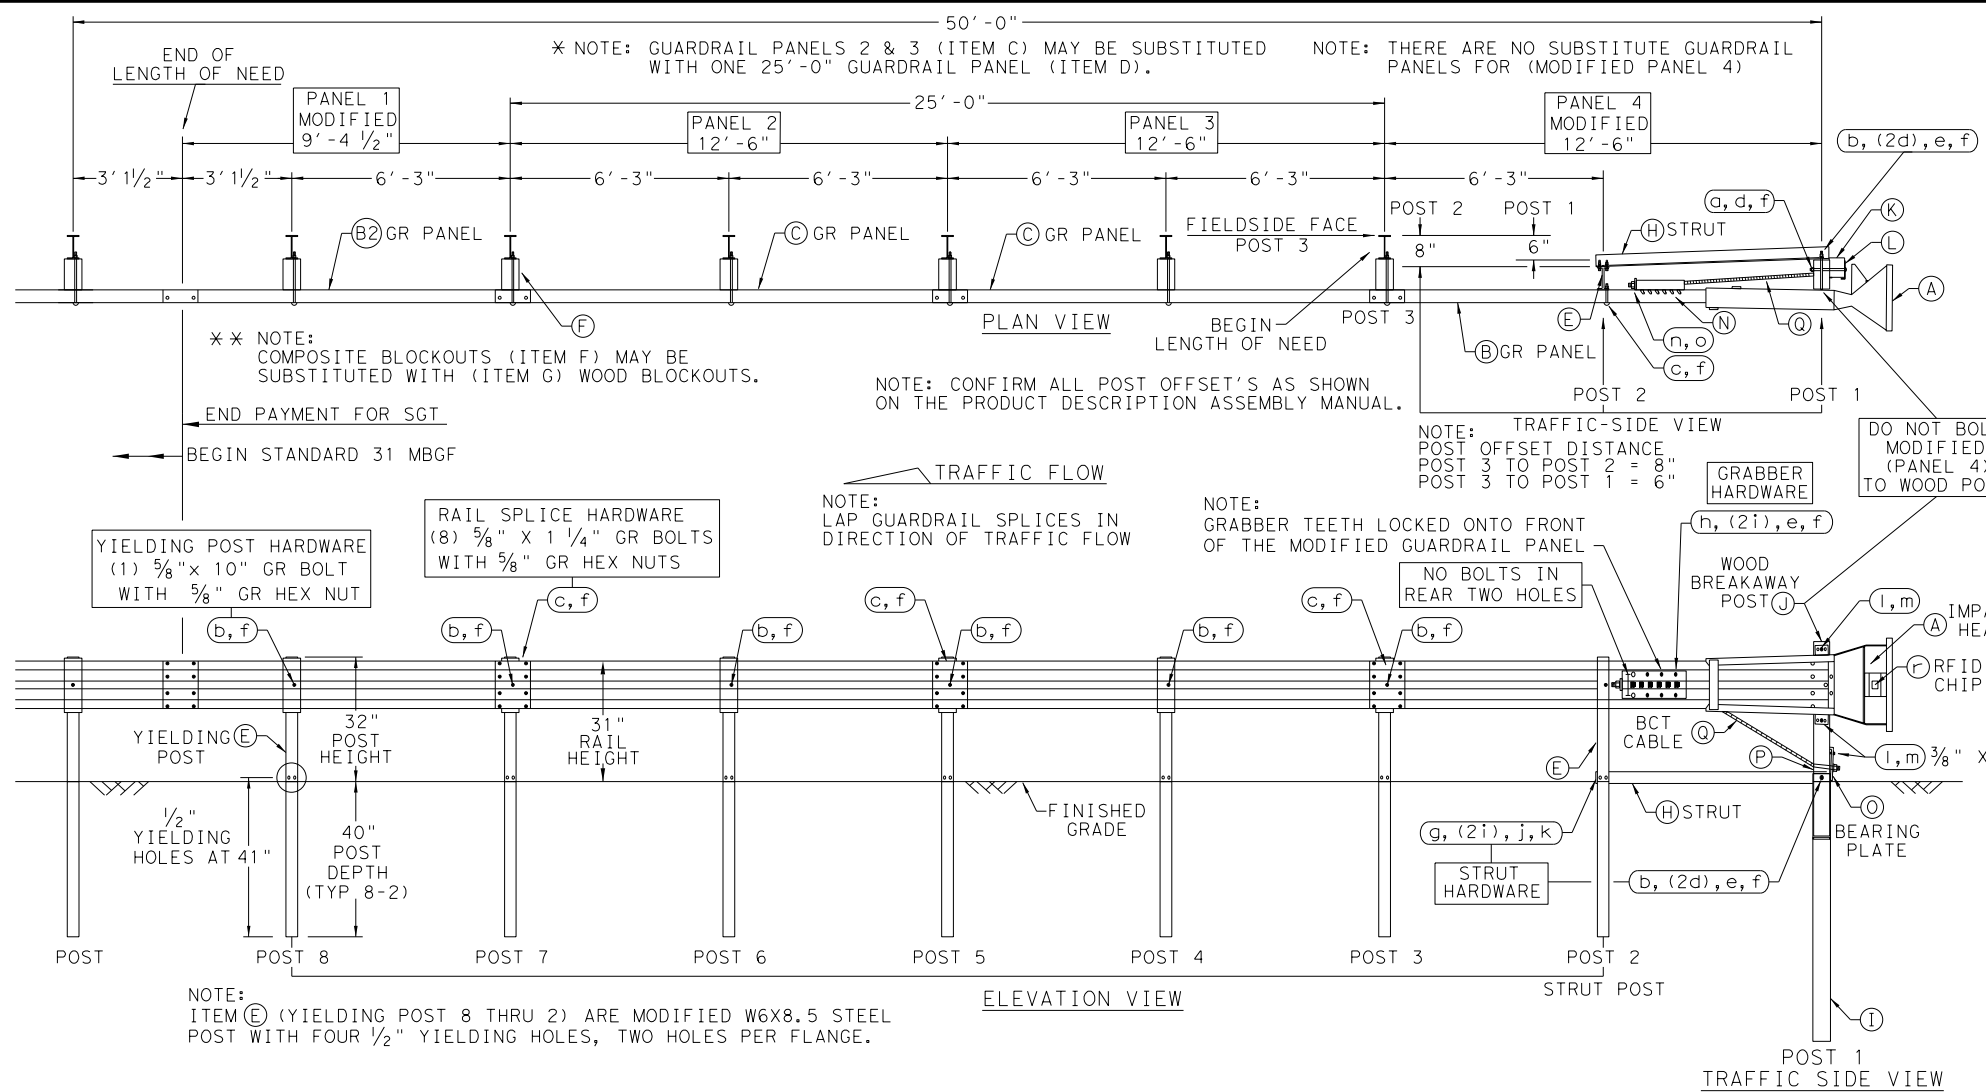 50'-0"
END OF
LENGTH OF NEED
* NOTE: GUARDRAIL PANELS 2 & 3 (ITEM C) MAY BE SUBSTITUTED
WITH ONE 25'-0" GUARDRAIL PANEL (ITEM D).
NOTE: THERE ARE NO SUBSTITUTE GUARDRAIL
PANELS FOR (MODIFIED PANEL 4)
25'-0"
PANEL 1
MODIFIED
9'-4 1/2"
PANEL 2
12'-6"
PANEL 3
12'-6"
PANEL 4
MODIFIED
12'-6"
b, (2d), e, f
3' 1 1/2" 3' 1 1/2" 6'-3" 6'-3" 6'-3" 6'-3" 6'-3" 6'-3"
B2 GR PANEL
C GR PANEL
C GR PANEL
FIELDSIDE FACE
POST 3
POST 2 POST 1
8" 6"
H STRUT
a, d, f
K
L
A
F
PLAN VIEW
BEGIN
LENGTH OF NEED
POST 3
B GR PANEL
E
N
Q
n, o
c, f
POST 2 POST 1
** NOTE:
COMPOSITE BLOCKOUTS (ITEM F) MAY BE
SUBSTITUTED WITH (ITEM G) WOOD BLOCKOUTS.
NOTE: CONFIRM ALL POST OFFSET'S AS SHOWN
ON THE PRODUCT DESCRIPTION ASSEMBLY MANUAL.
END PAYMENT FOR SGT
BEGIN STANDARD 31 MBGF
TRAFFIC-SIDE VIEW
NOTE:
POST OFFSET DISTANCE
POST 3 TO POST 2 = 8"
POST 3 TO POST 1 = 6"
DO NOT BOL
MODIFIED
(PANEL 4)
TO WOOD PO
TRAFFIC FLOW
NOTE:
LAP GUARDRAIL SPLICES IN
DIRECTION OF TRAFFIC FLOW
NOTE:
GRABBER TEETH LOCKED ONTO FRONT
OF THE MODIFIED GUARDRAIL PANEL
GRABBER
HARDWARE
h, (2i), e, f
YIELDING POST HARDWARE
(1) 5/8"x 10" GR BOLT
WITH 5/8" GR HEX NUT
RAIL SPLICE HARDWARE
(8) 5/8" X 1 1/4" GR BOLTS
WITH 5/8" GR HEX NUTS
NO BOLTS IN
REAR TWO HOLES
WOOD
BREAKAWAY
POST J
l, m
A IMPA
HEA
r RFID
CHIP
c, f
c, f
c, f
b, f
b, f
b, f
b, f
b, f
b, f
YIELDING E
POST
32"
POST
HEIGHT
31"
RAIL
HEIGHT
BCT
CABLE Q
E
P
l, m 3/8" X
1/2"
YIELDING
HOLES AT 41"
40"
POST
DEPTH
(TYP 8-2)
FINISHED
GRADE
H STRUT
O
BEARING
PLATE
g, (2i), j, k
STRUT
HARDWARE
b, (2d), e, f
POST POST 8 POST 7 POST 6 POST 5 POST 4 POST 3 POST 2
STRUT POST
ELEVATION VIEW
NOTE:
ITEM E (YIELDING POST 8 THRU 2) ARE MODIFIED W6X8.5 STEEL
POST WITH FOUR 1/2" YIELDING HOLES, TWO HOLES PER FLANGE.
I
POST 1
TRAFFIC SIDE VIEW